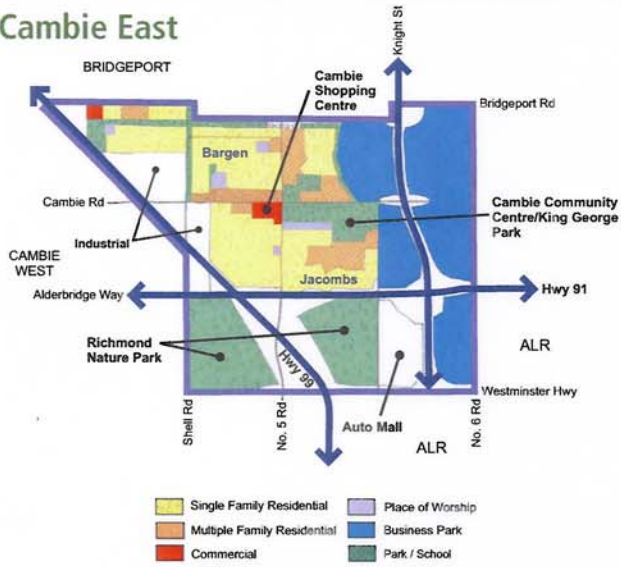 Cambie East
BRIDGEPORT
Knight St
Cambie
Shopping
Centre
Bridgeport Rd
Bargen
Cambie Rd
Cambie Community
Centre/King George
Park
Industrial
CAMBIE
WEST
Jacombs
Alderbridge Way
Hwy 91
Richmond
Nature Park
Hwy 99
ALR
Westminster Hwy
Shell Rd
No. 5 Rd
Auto Mall
No. 6 Rd
ALR
Single Family Residential
Place of Worship
Multiple Family Residential
Business Park
Commercial
Park / School